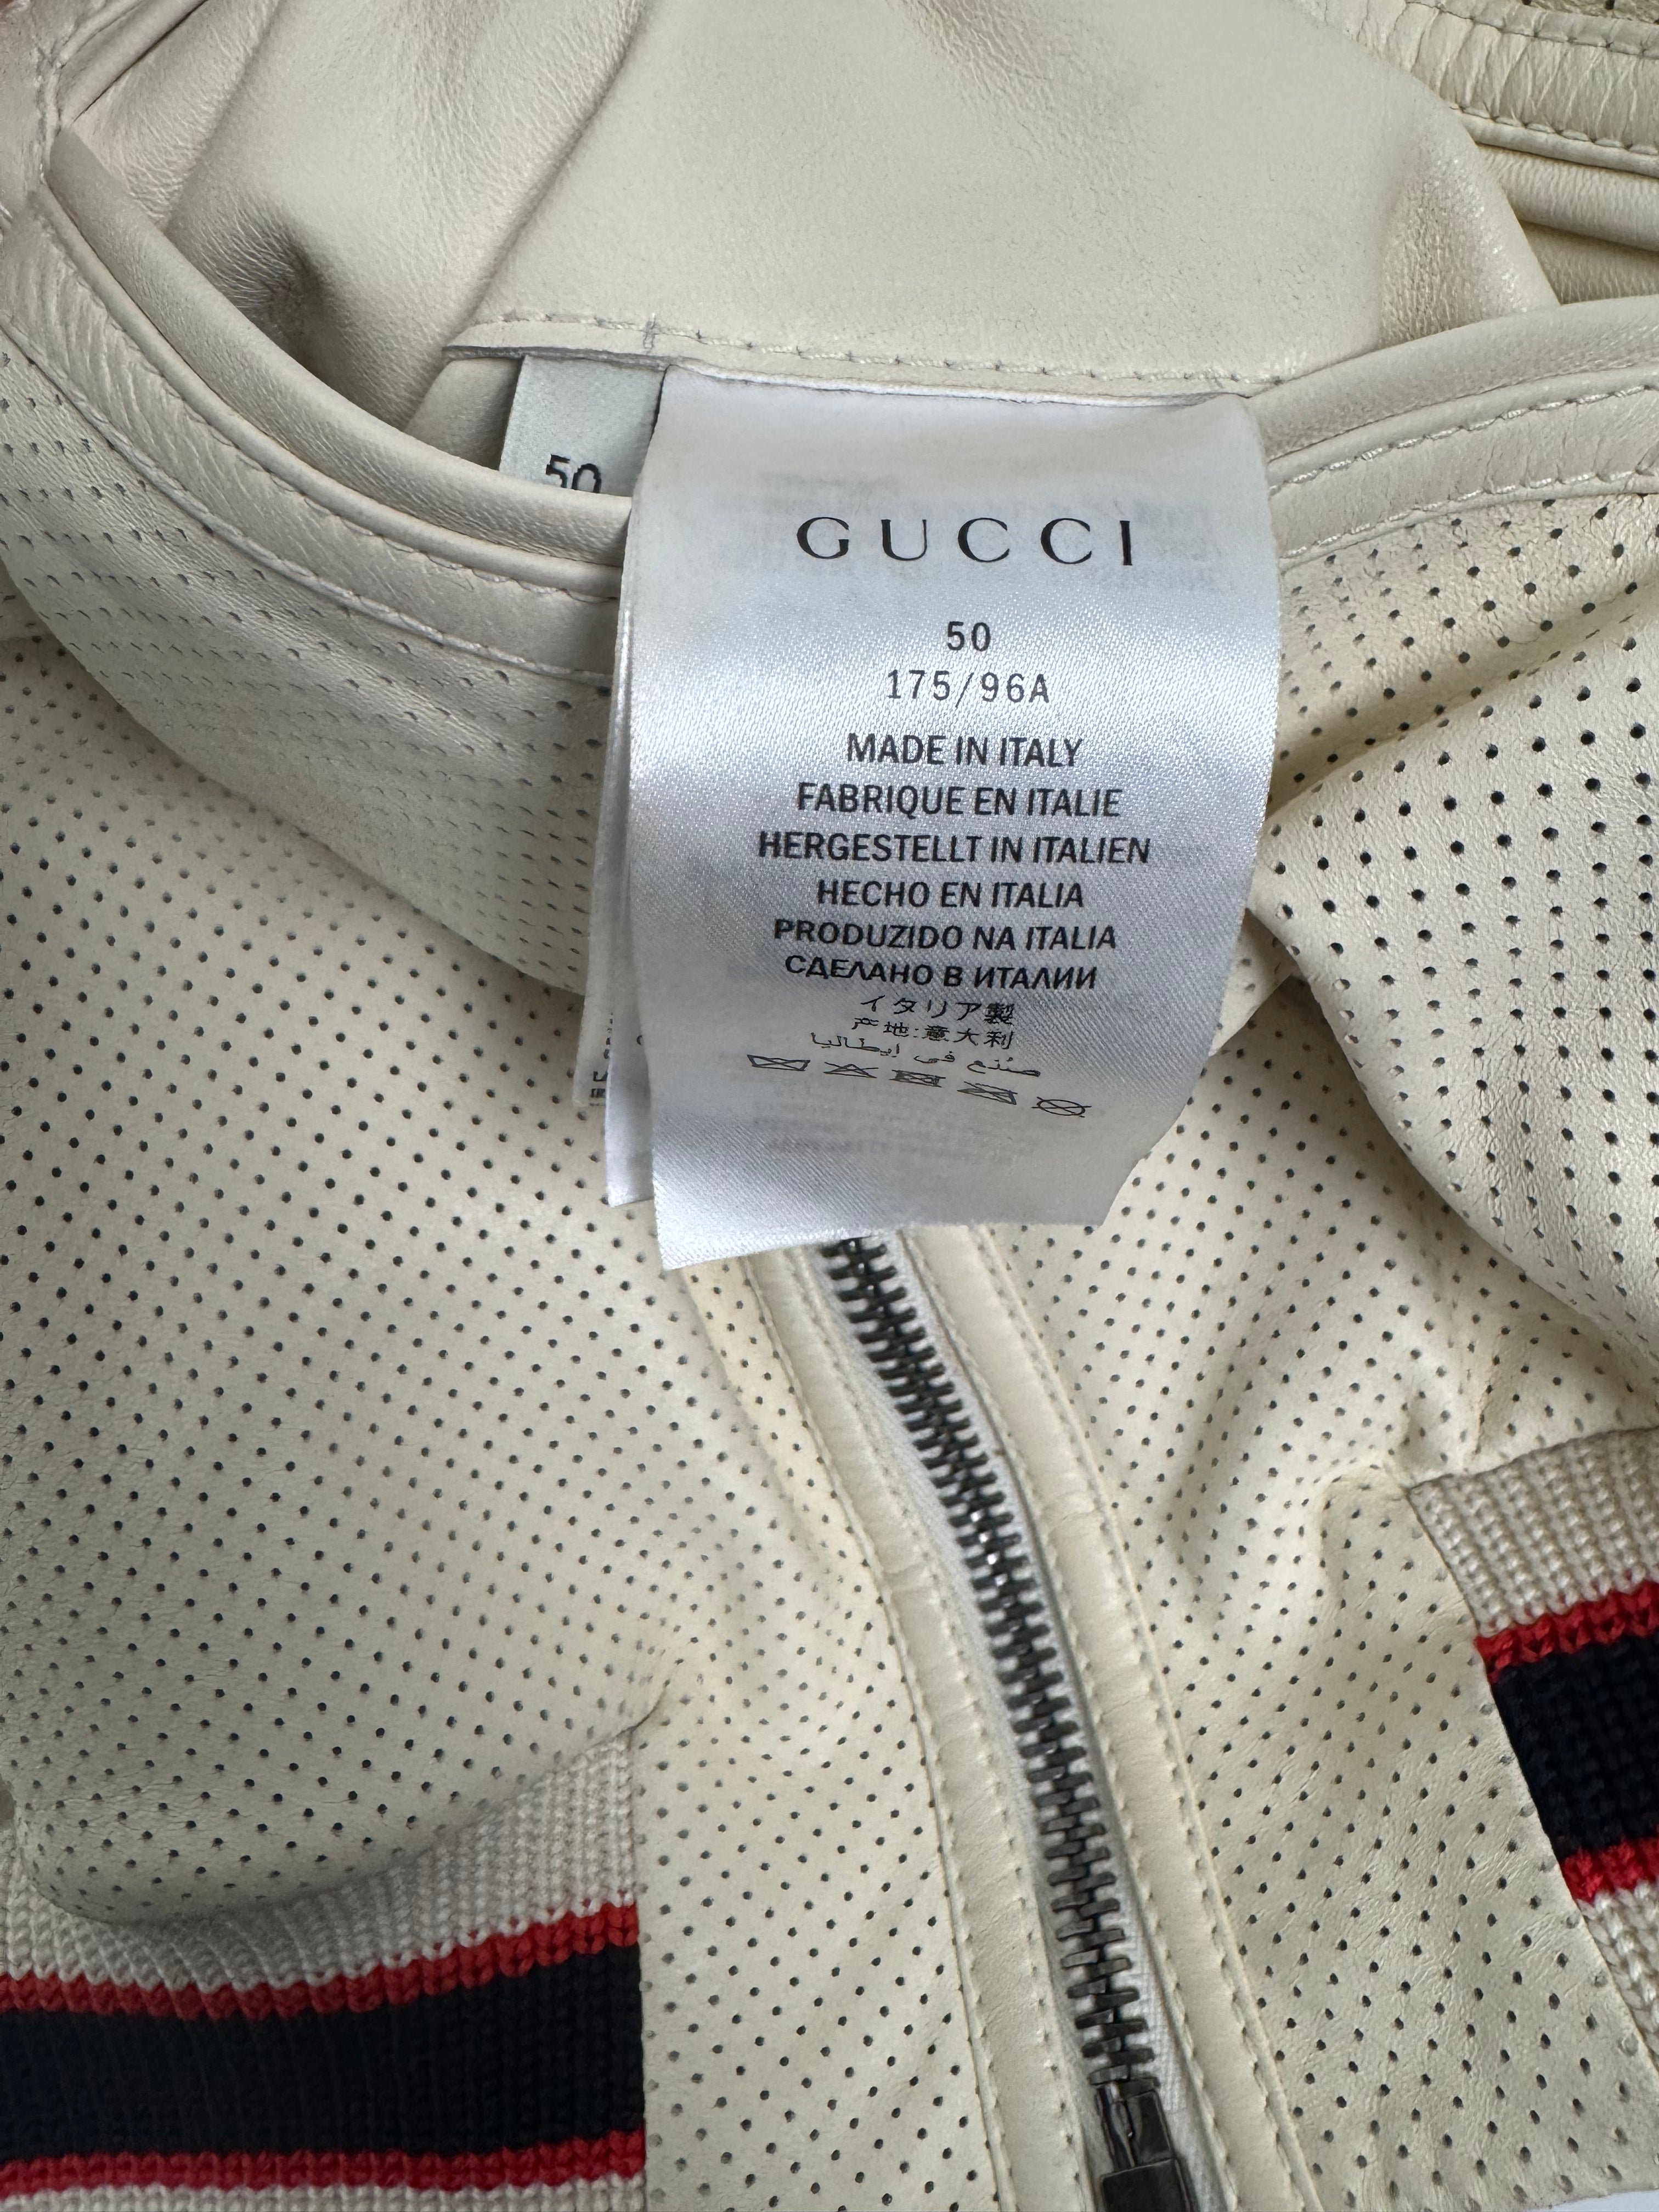 50
GUCCI
50
175/96A
MADE IN ITALY
FABRIQUE EN ITALIE
HERGESTELLT IN ITALIEN
HECHO EN ITALIA
PRODUZIDO NA ITALIA
СДЕЛАНО В ИТАЛИИ
イタリア製
产地:意大利
صُنع في إيطاليا